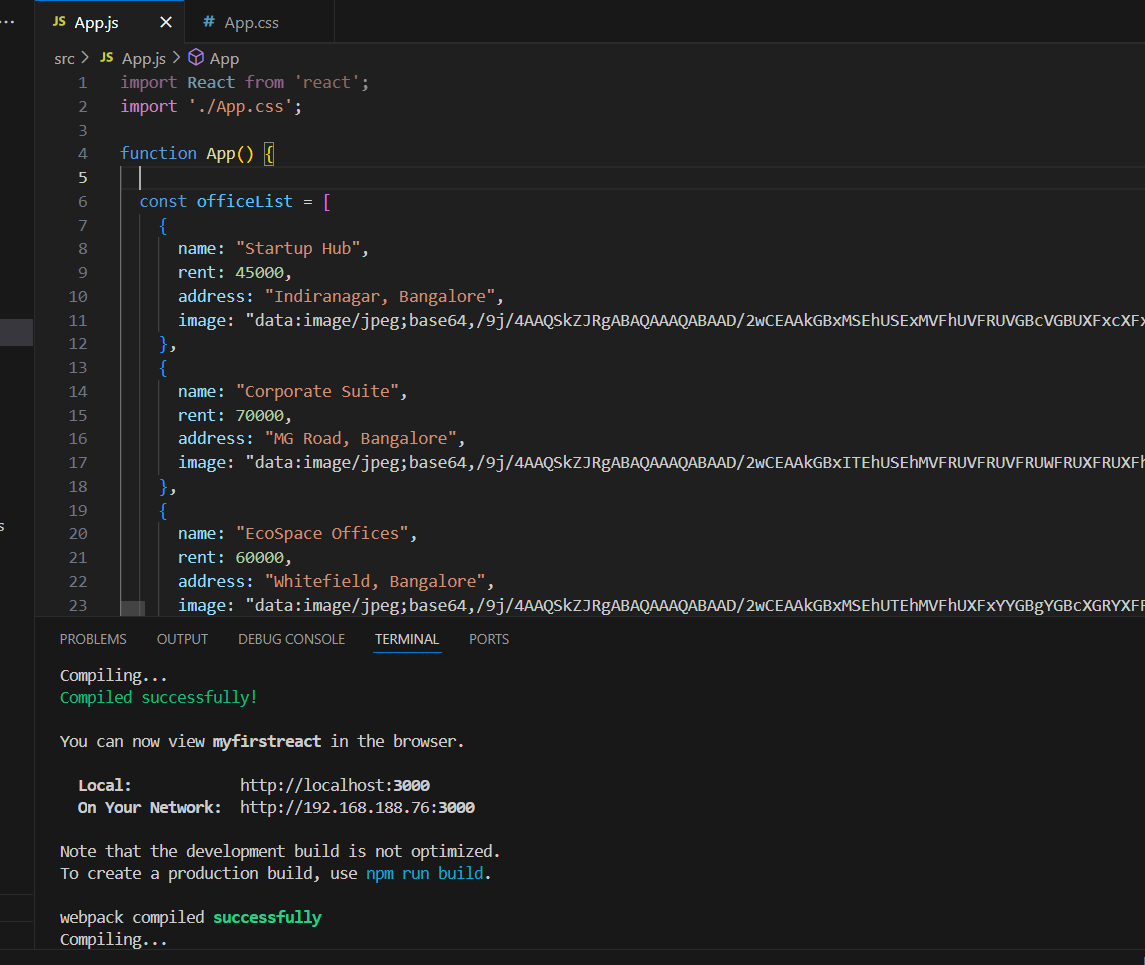 JS App.js × # App.css
src > JS App.js > App
1 import React from 'react';
2 import './App.css';
3
4 function App() {
5
6 const officeList = [
7 {
8 name: "Startup Hub",
9 rent: 45000,
10 address: "Indiranagar, Bangalore",
11 image: "data:image/jpeg;base64,/9j/4AAQSkZJRgABAQAAAQABAAD/2wCEAAkGBxMSEhUSExMVFhUVFRUVGBcVGBUXFxcXFx
12 },
13 {
14 name: "Corporate Suite",
15 rent: 70000,
16 address: "MG Road, Bangalore",
17 image: "data:image/jpeg;base64,/9j/4AAQSkZJRgABAQAAAQABAAD/2wCEAAkGBxITEhUSEhMVFRUVFRUVFRUWFRUXFRUXFh
18 },
19 {
20 name: "EcoSpace Offices",
21 rent: 60000,
22 address: "Whitefield, Bangalore",
23 image: "data:image/jpeg;base64,/9j/4AAQSkZJRgABAQAAAQABAAD/2wCEAAkGBxMSEhUTEhMVFhUXFxYYGBgYGBcXGRYXFR
s
PROBLEMS OUTPUT DEBUG CONSOLE TERMINAL PORTS
Compiling...
Compiled successfully!
You can now view myfirstreact in the browser.
Local: http://localhost:3000
On Your Network: http://192.168.188.76:3000
Note that the development build is not optimized.
To create a production build, use npm run build.
webpack compiled successfully
Compiling...